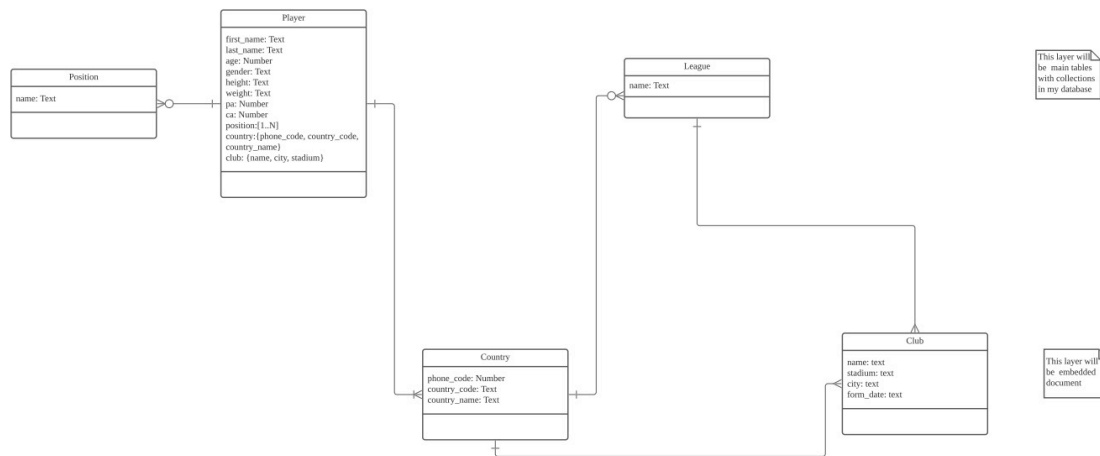 Position
name: Text
Player
first_name: Text
last_name: Text
age: Number
gender: Text
height: Text
weight: Text
pa: Number
ca: Number
position:[1..N]
country:{phone_code, country_code,
country_name}
club: {name, city, stadium}
League
name: Text
This layer will
be main tables
with collections
in my database
Country
phone_code: Number
country_code: Text
country_name: Text
Club
name: text
stadium: text
city: text
form_date: text
This layer will
be embedded
document